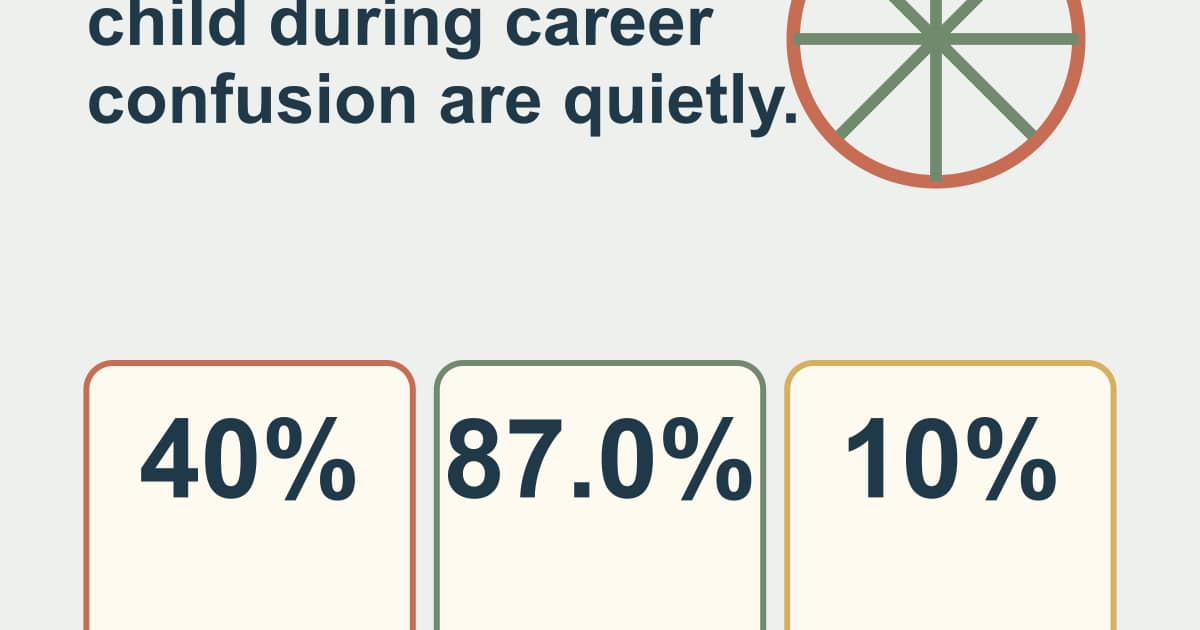 child during career
confusion are quietly.
40%
87.0%
10%